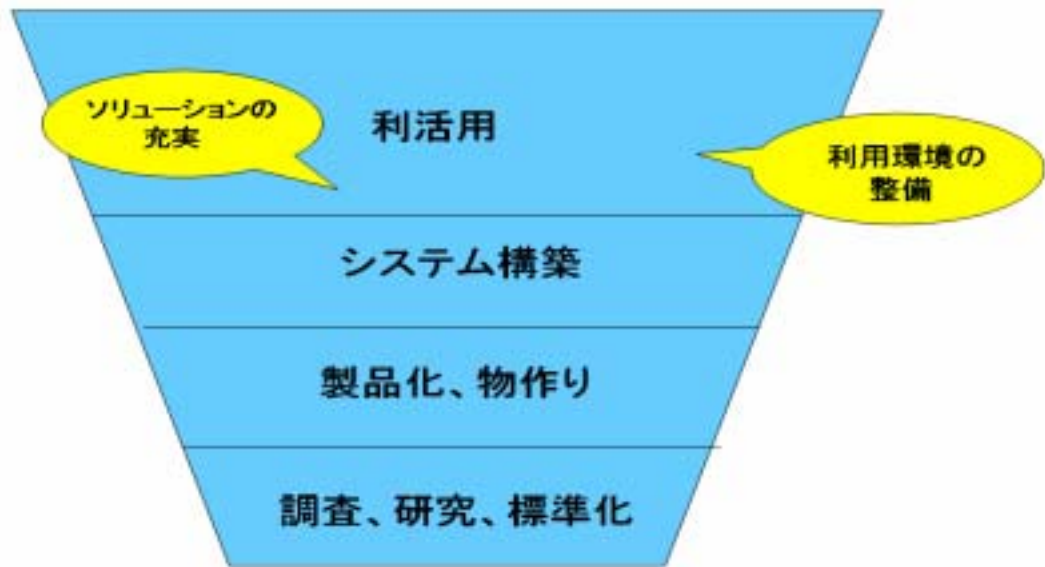 ソリューションの
充実
利活用
利用環境の
整備
システム構築
製品化、物作り
調査、研究、標準化